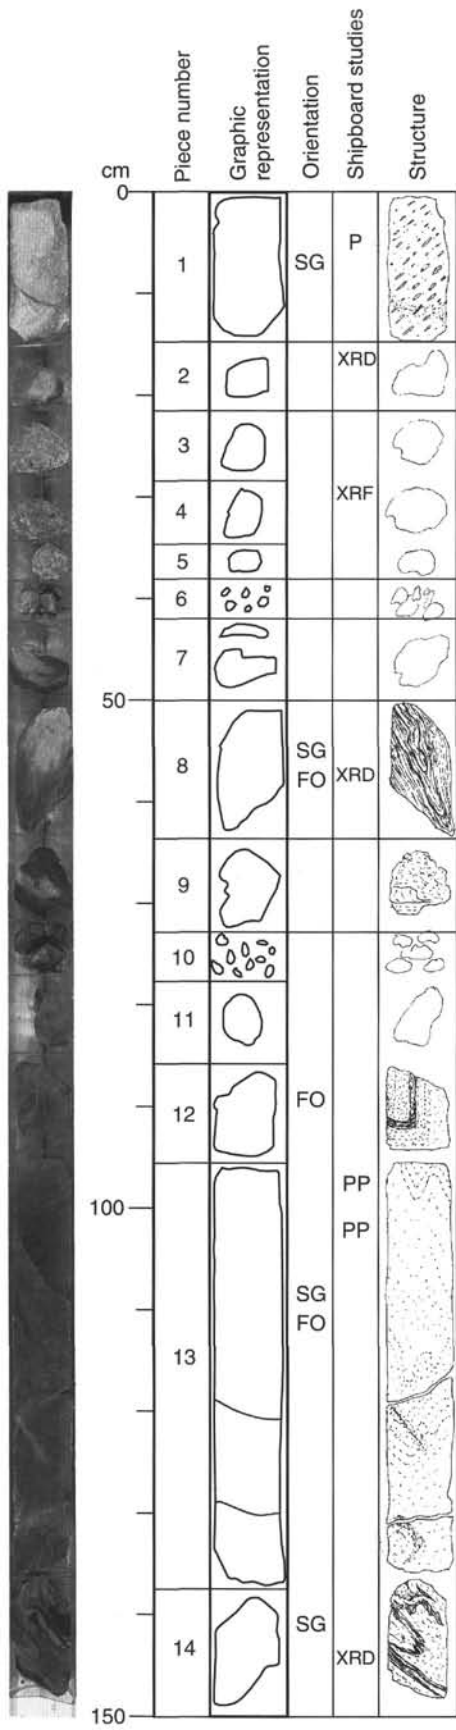 cm
Piece number
Graphic representation
Orientation
Shipboard studies
Structure
0
1 SG P
2 XRD
3
4 XRF
5
6
7
50
8 SG FO XRD
9
10
11
12 FO
100
13 SG FO PP PP
14 SG XRD
150